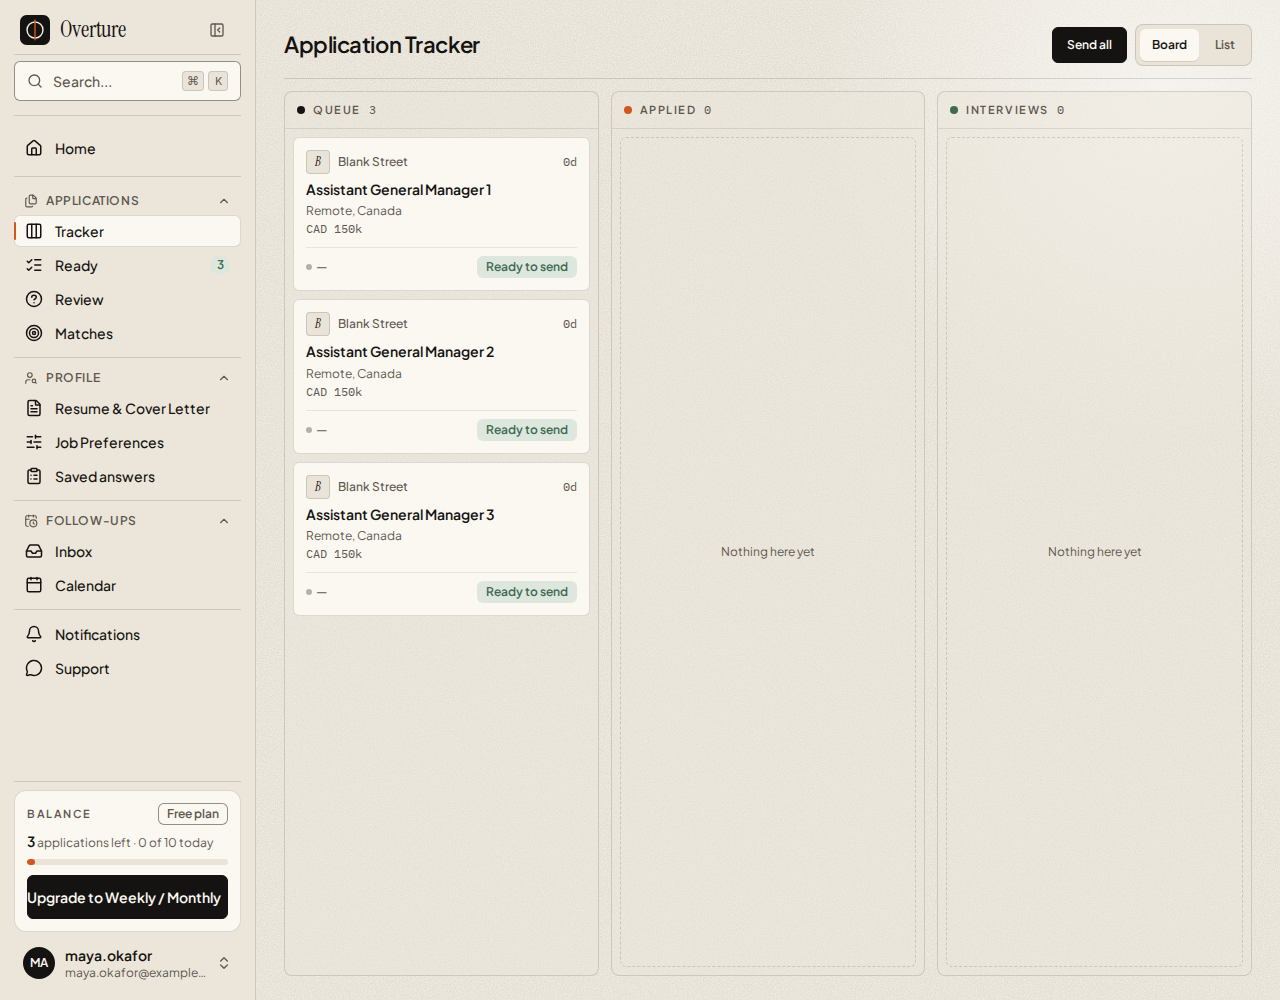 Overture
Search...
⌘ K
Home
APPLICATIONS
Tracker
Ready 3
Review
Matches
PROFILE
Resume & Cover Letter
Job Preferences
Saved answers
FOLLOW-UPS
Inbox
Calendar
Notifications
Support
BALANCE Free plan
3 applications left · 0 of 10 today
Upgrade to Weekly / Monthly
MA maya.okafor
maya.okafor@example...
Application Tracker
Send all Board List
QUEUE 3
B Blank Street 0d
Assistant General Manager 1
Remote, Canada
CAD 150k
— Ready to send
B Blank Street 0d
Assistant General Manager 2
Remote, Canada
CAD 150k
— Ready to send
B Blank Street 0d
Assistant General Manager 3
Remote, Canada
CAD 150k
— Ready to send
APPLIED 0
Nothing here yet
INTERVIEWS 0
Nothing here yet